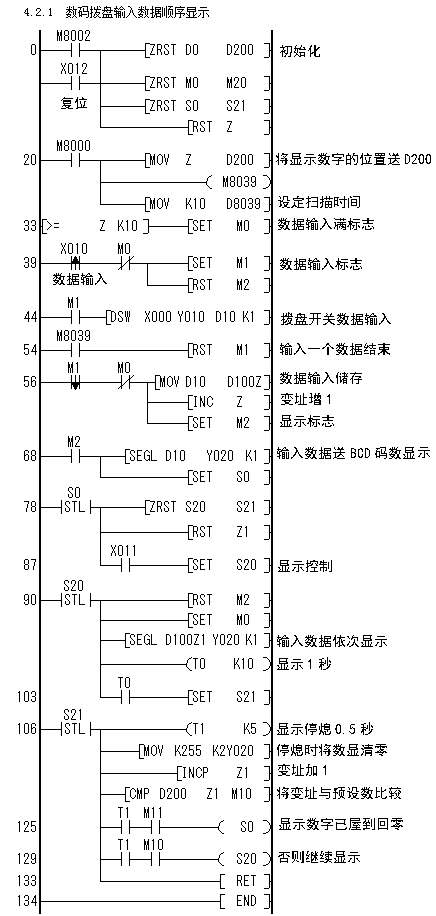 4.2.1 数码拨盘输入数据顺序显示
M8002
0 [ZRST D0 D200] 初始化
X012
[ZRST M0 M20]
复位 [ZRST S0 S21]
[RST Z]
M8000
20 [MOV Z D200] 将显示数字的位置送D200
( M8039 )
[MOV K10 D8039] 设定扫描时间
33 [>= Z K10] [SET M0] 数据输入满标志
X010 M0
39 [SET M1] 数据输入标志
数据输入 [RST M2]
M1
44 [DSW X000 Y010 D10 K1] 拨盘开关数据输入
M8039
54 [RST M1] 输入一个数据结束
M1 M0
56 [MOV D10 D100Z] 数据输入储存
[INC Z] 变址增1
[SET M2] 显示标志
M2
68 [SEGL D10 Y020 K1] 输入数据送BCD码数显示
[SET S0]
S0
78 STL [ZRST S20 S21]
[RST Z1]
X011
87 [SET S20] 显示控制
S20
90 STL [RST M2]
[SET M0]
[SEGL D100Z1 Y020 K1] 输入数据依次显示
(T0 K10) 显示1秒
T0
103 [SET S21]
S21
106 STL (T1 K5) 显示停熄0.5秒
[MOV K255 K2Y020] 停熄时将数显清零
[INCP Z1] 变址加1
[CMP D200 Z1 M10] 将变址与预设数比较
T1 M11
125 ( S0 ) 显示数字已屋到回零
T1 M10
129 ( S20 ) 否则继续显示
133 [ RET ]
134 [ END ]